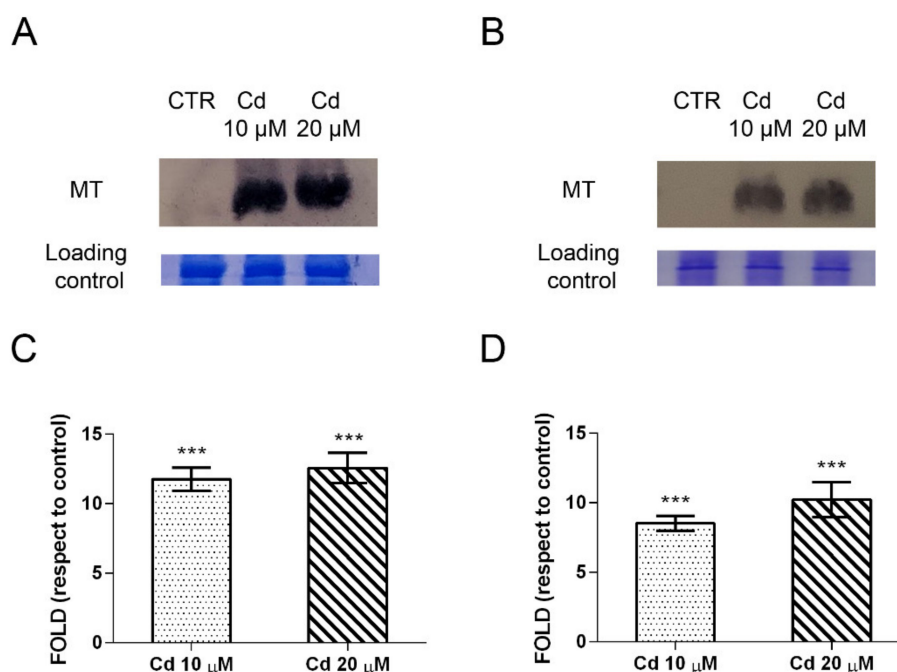 A
B
CTR Cd Cd
10 µM 20 µM
MT
Loading
control
CTR Cd Cd
10 µM 20 µM
MT
Loading
control
C
D
FOLD (respect to control)
15
10
5
0
***
***
Cd 10 µM Cd 20 µM
FOLD (respect to control)
15
10
5
0
***
***
Cd 10 µM Cd 20 µM